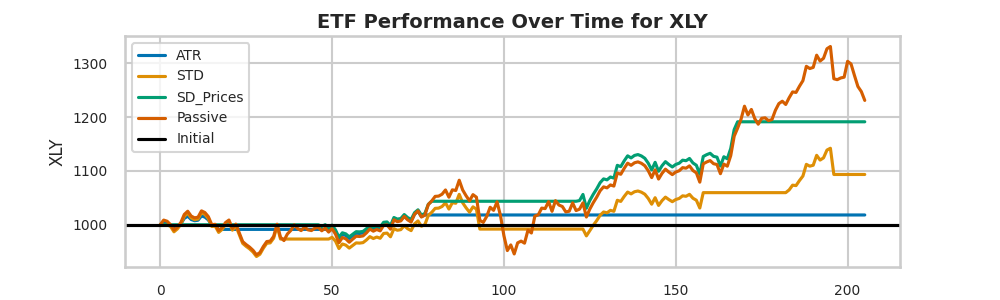 ETF Performance Over Time for XLY
1300
1200
1100
1000
XLY
ATR
STD
SD_Prices
Passive
Initial
0
50
100
150
200